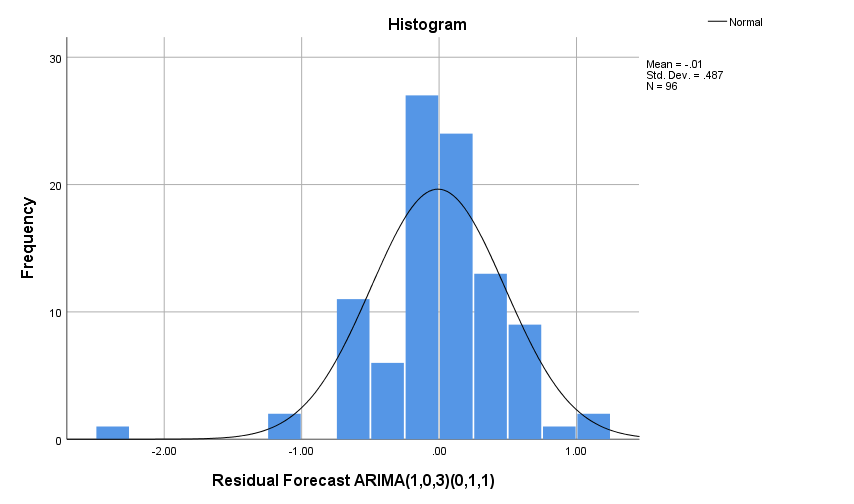 Histogram
Normal
Mean = -.01
Std. Dev. = .487
N = 96
Frequency
30
20
10
0
-2.00
-1.00
.00
1.00
Residual Forecast ARIMA(1,0,3)(0,1,1)